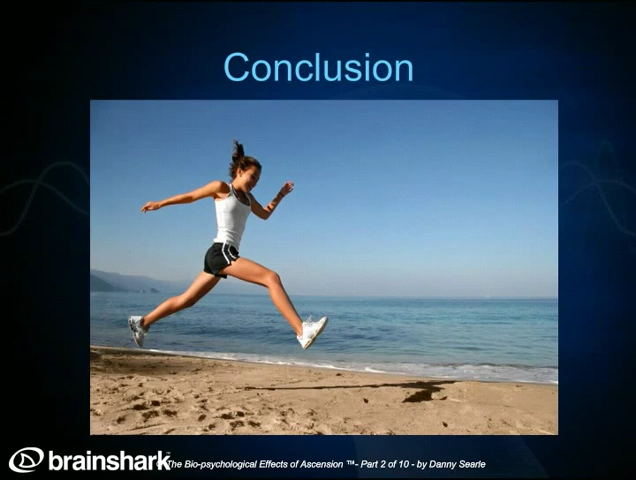 Conclusion
brainshark
The Bio-psychological Effects of Ascension ™- Part 2 of 10 - by Danny Searle